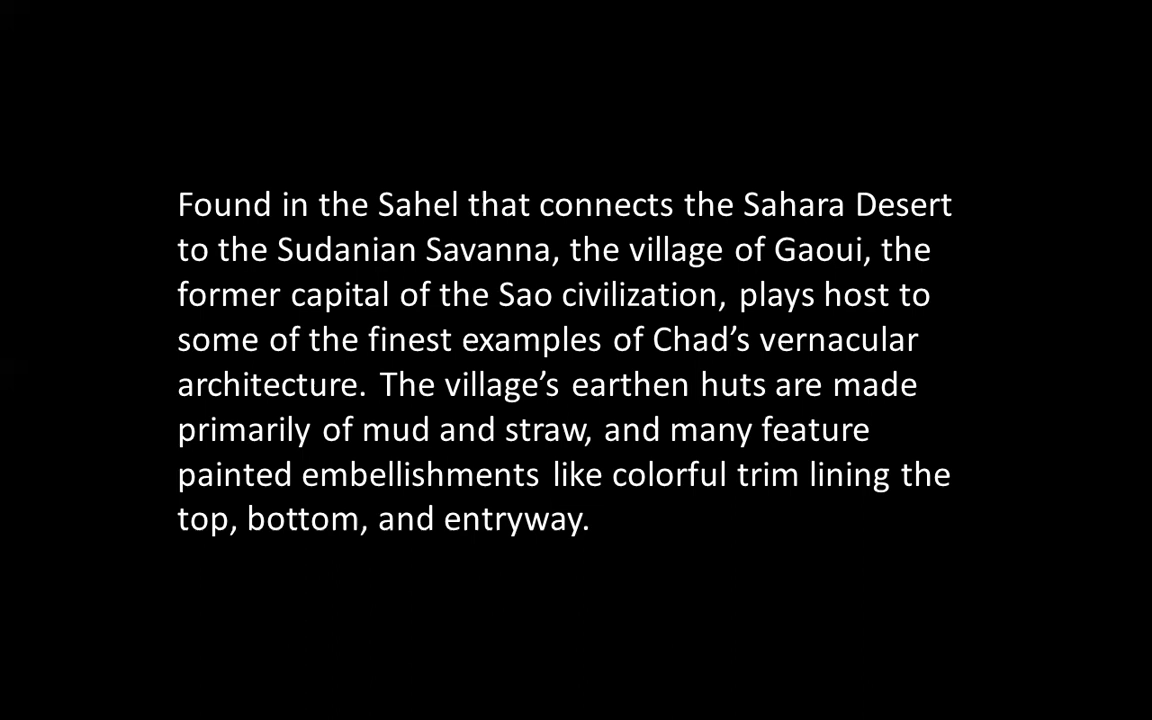 Found in the Sahel that connects the Sahara Desert
to the Sudanian Savanna, the village of Gaoui, the
former capital of the Sao civilization, plays host to
some of the finest examples of Chad’s vernacular
architecture. The village’s earthen huts are made
primarily of mud and straw, and many feature
painted embellishments like colorful trim lining the
top, bottom, and entryway.